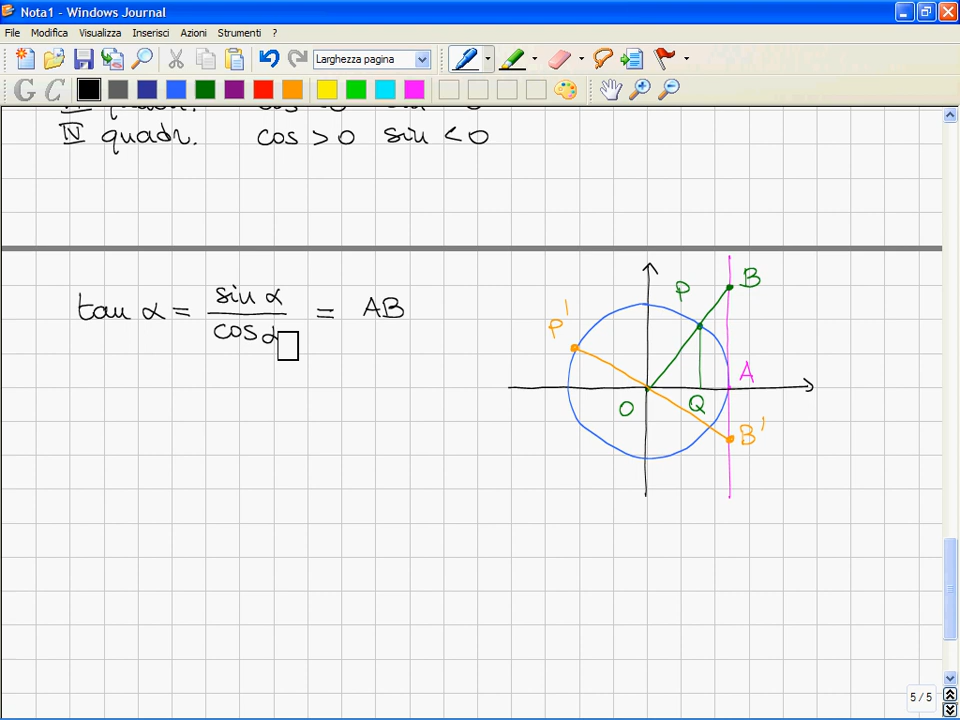 Nota1 - Windows Journal
File Modifica Visualizza Inserisci Azioni Strumenti ?
Larghezza pagina
G C
IV quadr. cos > 0 sin < 0
tan α = sin α / cos α = AB
B
P
P'
A
O
Q
B'
5 / 5